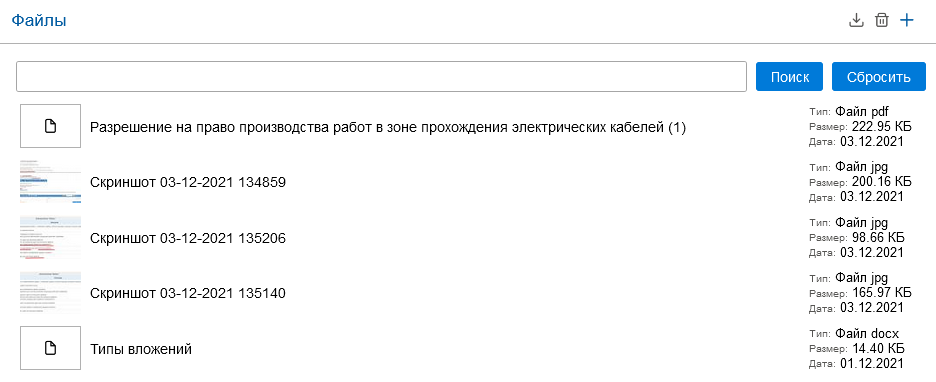 Файлы
Поиск Сбросить
Разрешение на право производства работ в зоне прохождения электрических кабелей (1)
Тип: Файл pdf
Размер: 222.95 КБ
Дата: 03.12.2021
Скриншот 03-12-2021 134859
Тип: Файл jpg
Размер: 200.16 КБ
Дата: 03.12.2021
Скриншот 03-12-2021 135206
Тип: Файл jpg
Размер: 98.66 КБ
Дата: 03.12.2021
Скриншот 03-12-2021 135140
Тип: Файл jpg
Размер: 165.97 КБ
Дата: 03.12.2021
Типы вложений
Тип: Файл docx
Размер: 14.40 КБ
Дата: 01.12.2021